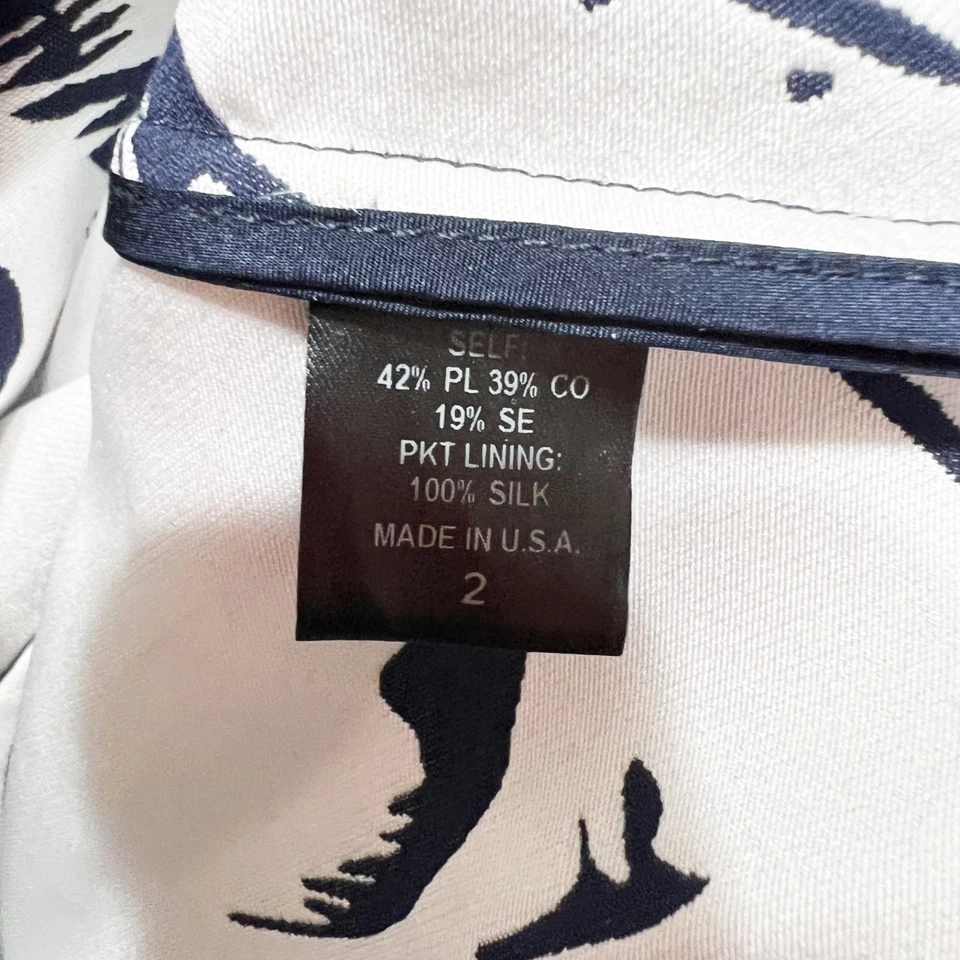 SELF:
42% PL 39% CO
19% SE
PKT LINING:
100% SILK
MADE IN U.S.A.
2